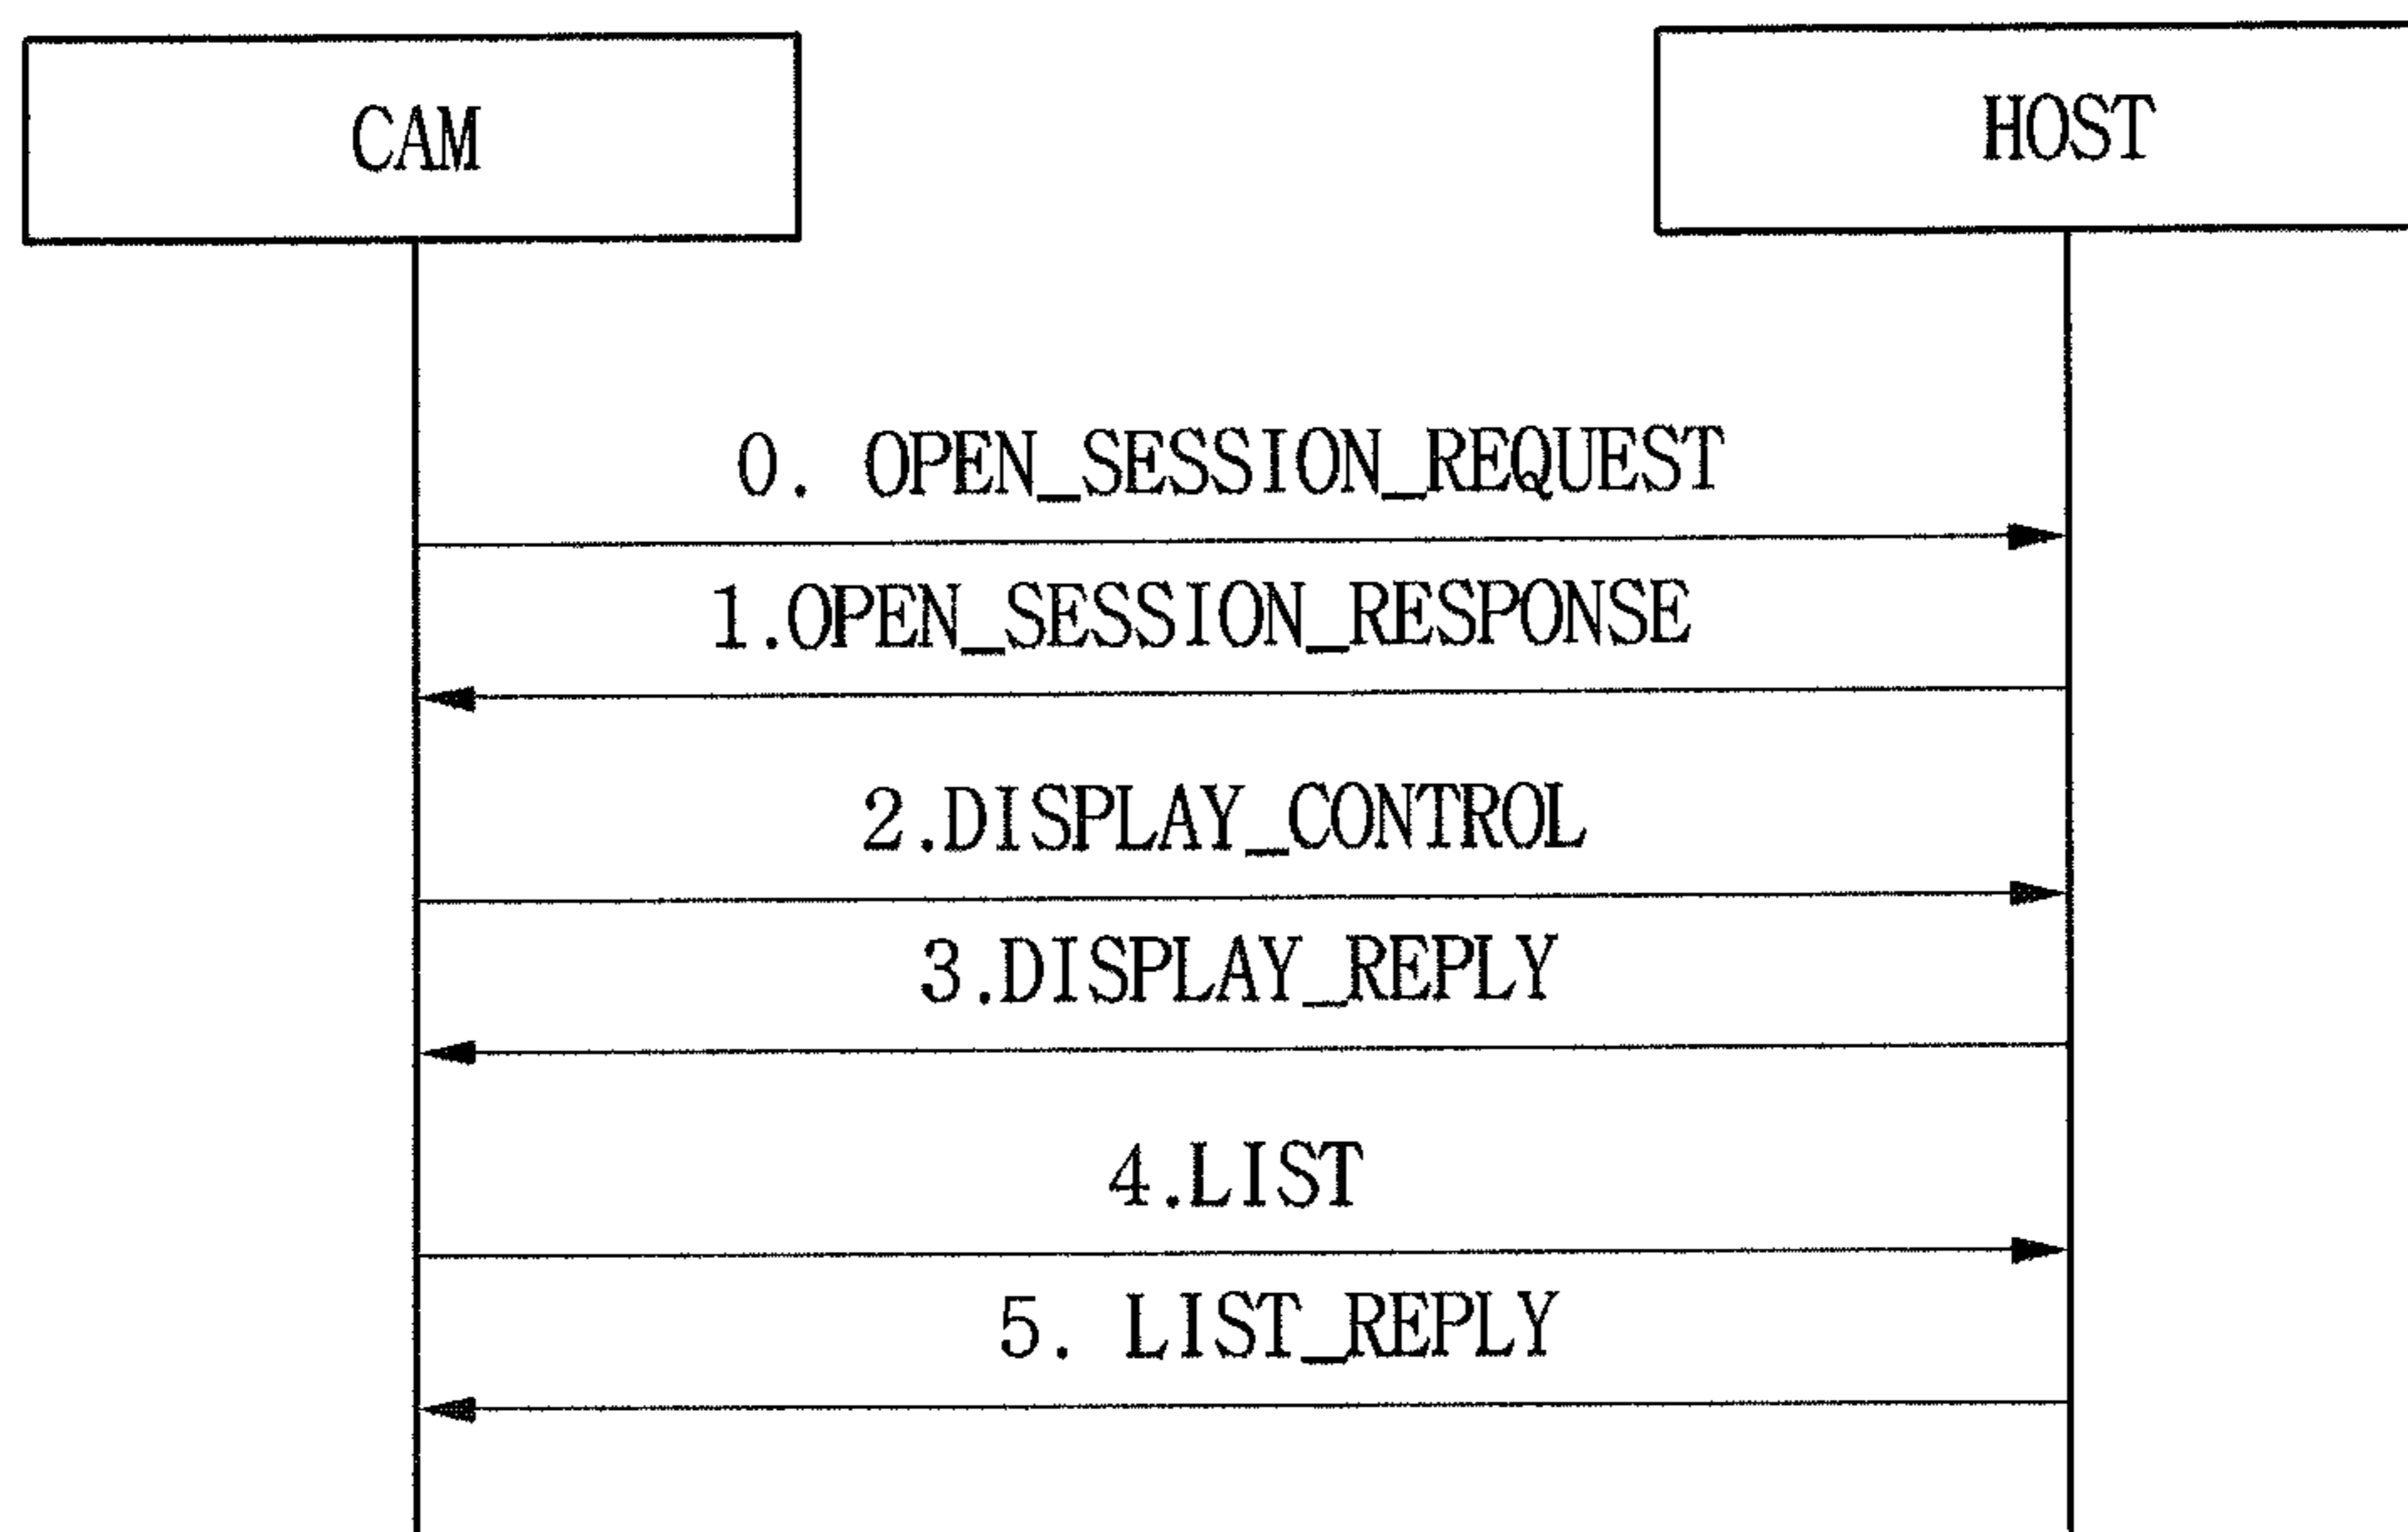 CAM
HOST
0. OPEN_SESSION_REQUEST
1.OPEN_SESSION_RESPONSE
2.DISPLAY_CONTROL
3.DISPLAY_REPLY
4.LIST
5. LIST_REPLY